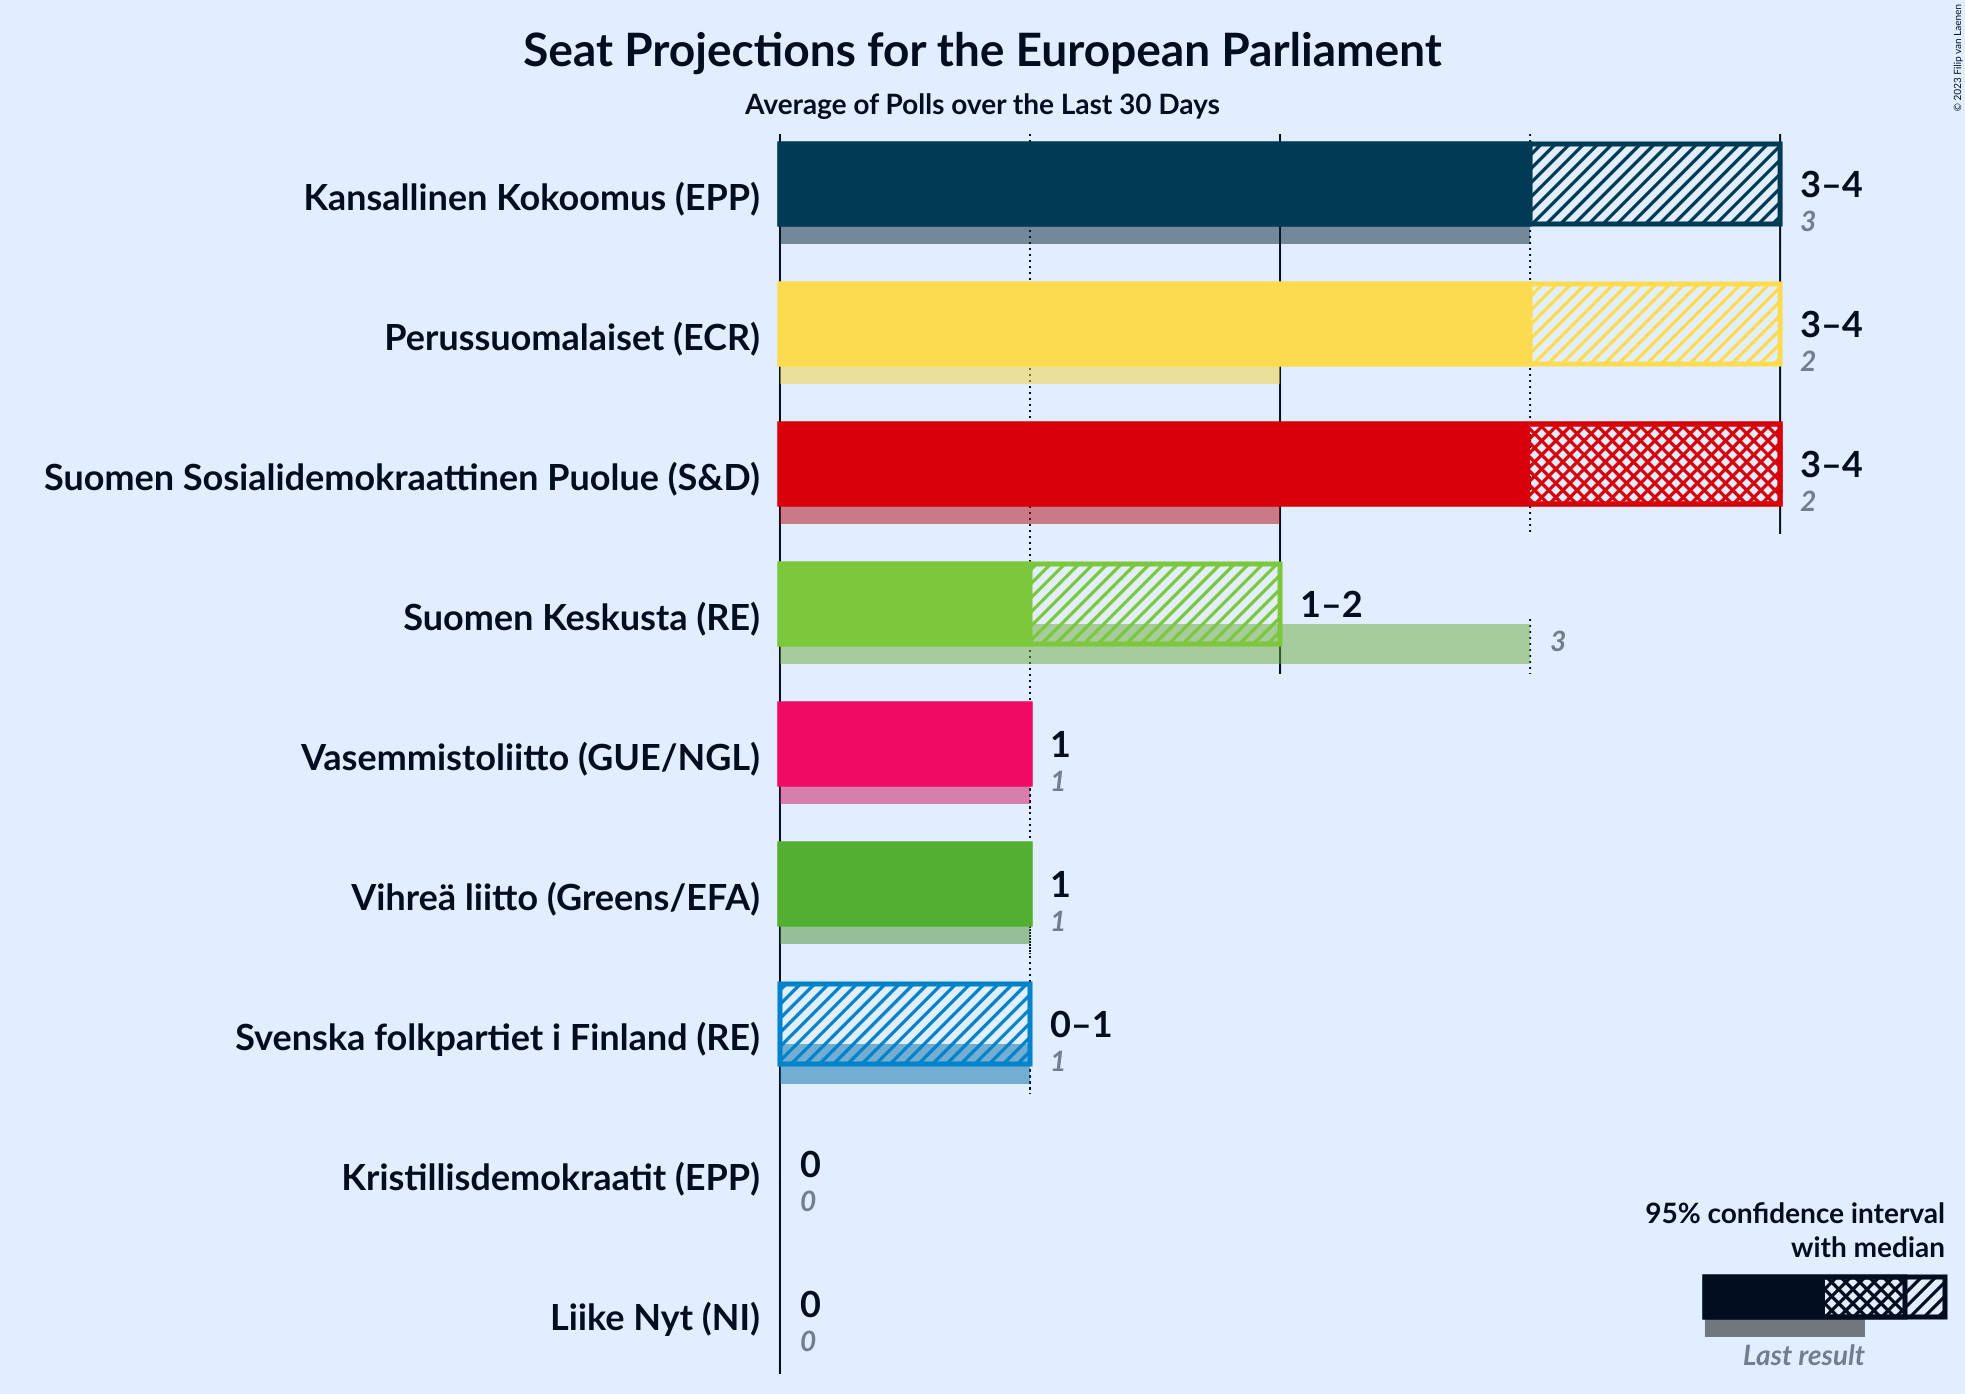 Seat Projections for the European Parliament
Average of Polls over the Last 30 Days
© 2023 Filip van Laenen
Kansallinen Kokoomus (EPP)
3–4
3
Perussuomalaiset (ECR)
3–4
2
Suomen Sosialidemokraattinen Puolue (S&D)
3–4
2
Suomen Keskusta (RE)
1–2
3
Vasemmistoliitto (GUE/NGL)
1
1
Vihreä liitto (Greens/EFA)
1
1
Svenska folkpartiet i Finland (RE)
0–1
1
Kristillisdemokraatit (EPP)
0
0
Liike Nyt (NI)
0
0
95% confidence interval
with median
Last result